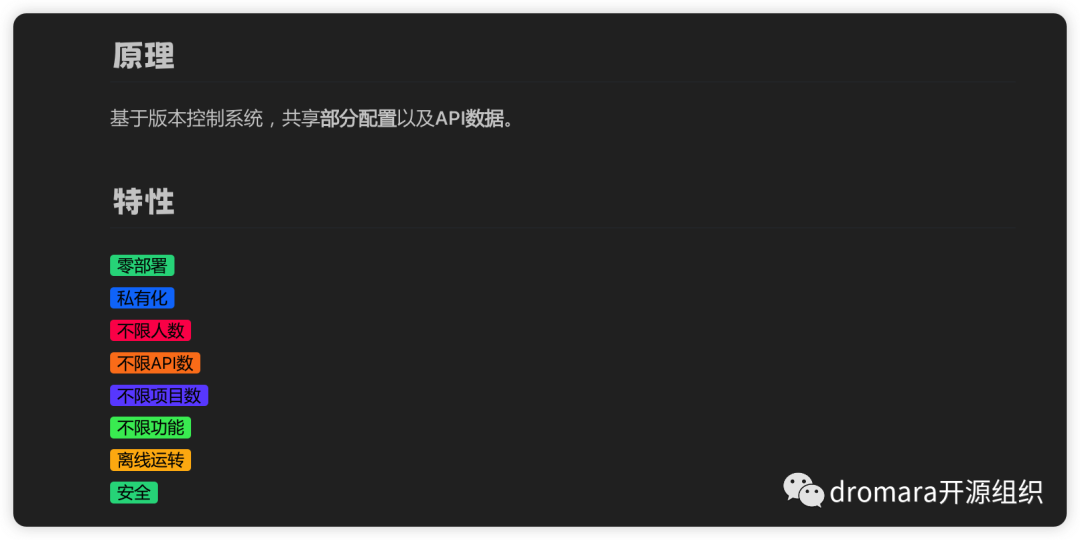 原理
基于版本控制系统，共享部分配置以及API数据。
特性
零部署
私有化
不限人数
不限API数
不限项目数
不限功能
离线运转
安全
dromara开源组织